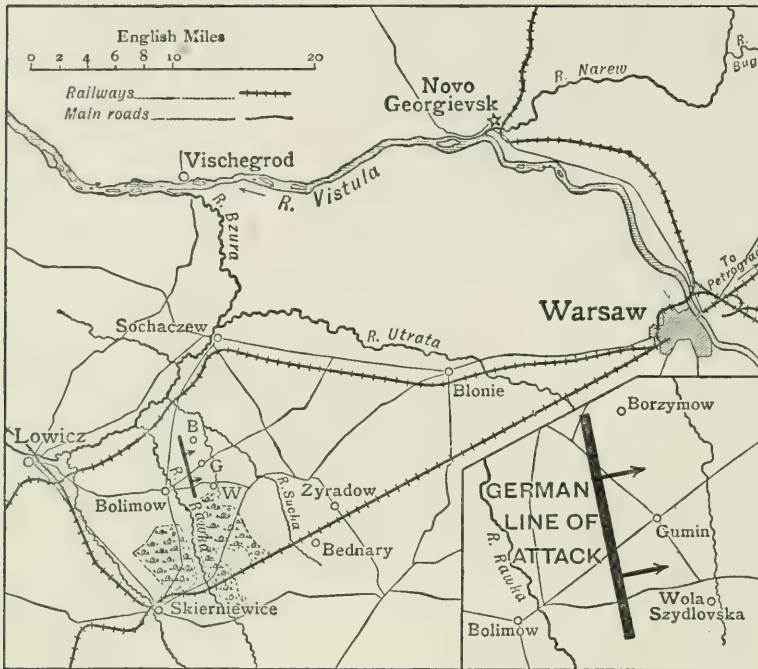 English Miles
0 2 4 6 8 10 20
Railways
Main roads
Novo
Georgievsk
R. Narew
R.
Bug
Vischegrod
R. Vistula
R. Bzura
To
Petrograd
Warsaw
Sochaczew
R. Utrata
Blonie
Lowicz
B
G
W
Bolimow
R. Rawka
R. Sucha
Zyradow
Bednary
Skierniewice
Borzymow
GERMAN
LINE OF
ATTACK
Gumin
R. Rawka
Wola
Szydlovska
Bolimow